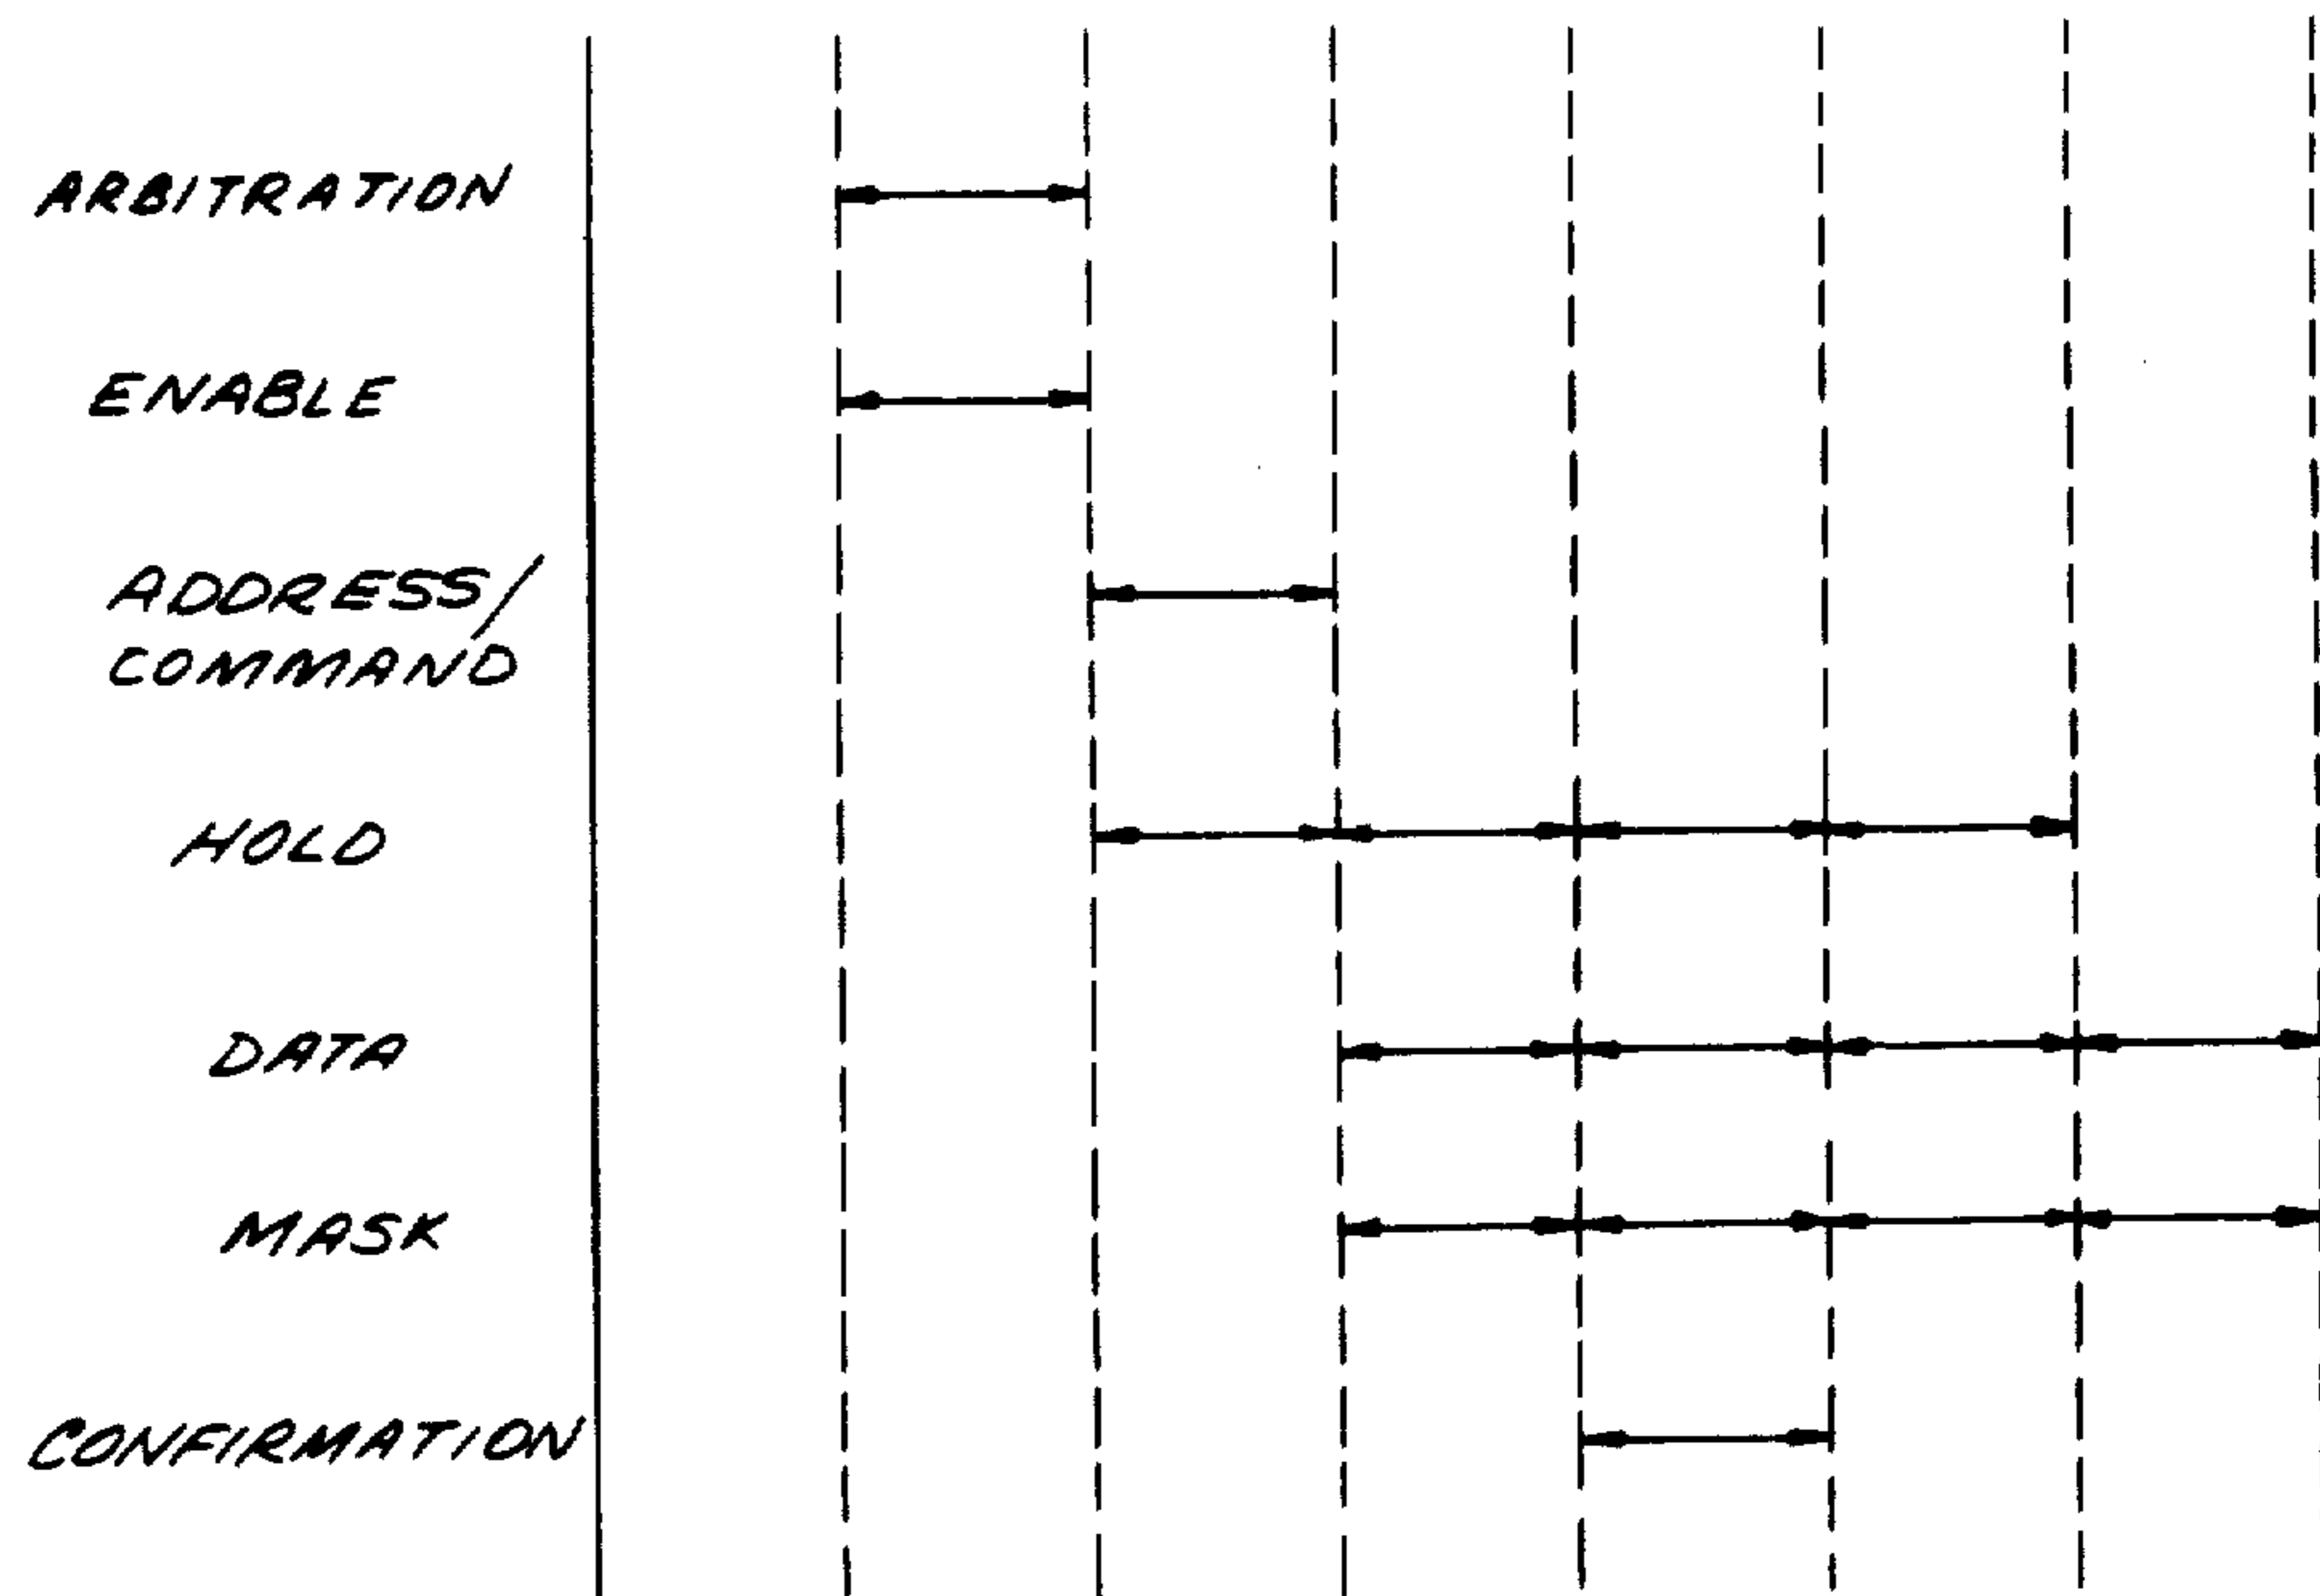 ARBITRATION
ENABLE
ADDRESS/
COMMAND
HOLD
DATA
MASK
CONFIRMATION